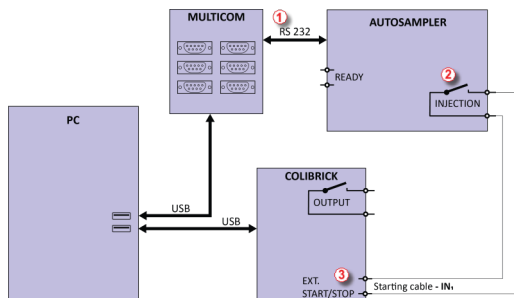 MULTICOM
1
RS 232
AUTOSAMPLER
READY
2
INJECTION
PC
USB
USB
COLIBRICK
OUTPUT
EXT.
START/STOP
3
Starting cable - IN₁